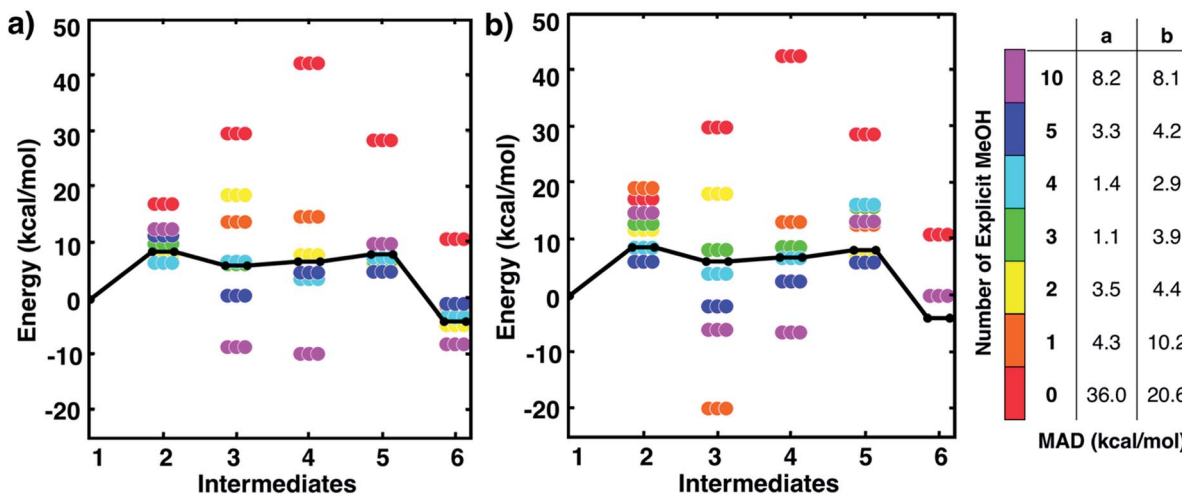 a)
50
40
30
20
10
0
-10
-20
Energy (kcal/mol)
1 2 3 4 5 6
Intermediates
b)
50
40
30
20
10
0
-10
-20
Energy (kcal/mol)
1 2 3 4 5 6
Intermediates
Number of Explicit MeOH
a b
10 8.2 8.1
5 3.3 4.2
4 1.4 2.9
3 1.1 3.9
2 3.5 4.4
1 4.3 10.2
0 36.0 20.6
MAD (kcal/mol)